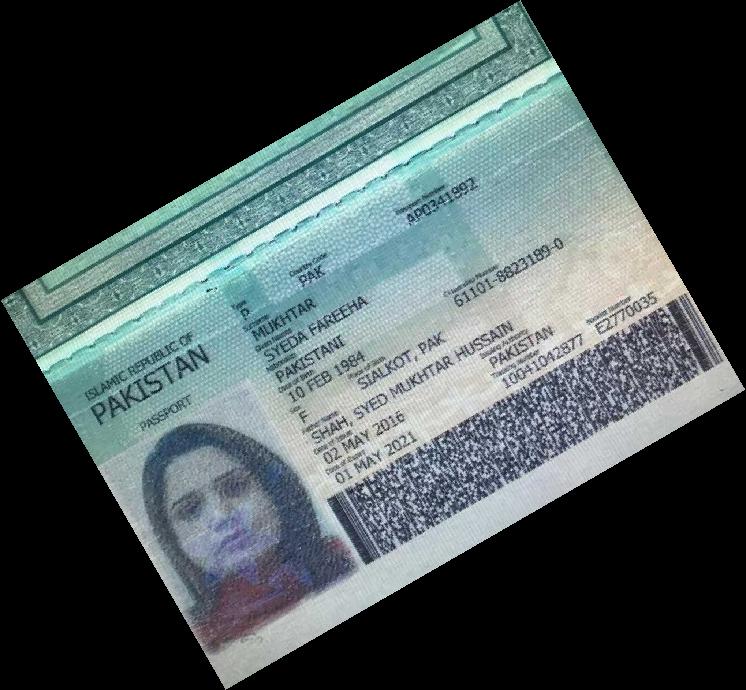 ISLAMIC REPUBLIC OF
PAKISTAN
PASSPORT
Type
P
Country Code
PAK
Passport Number
AP0341892
Surname
MUKHTAR
Given Names
SYEDA FAREEHA
Nationality
PAKISTANI
Citizenship Number
61101-8823189-0
Date of Birth
10 FEB 1984
Sex
F
Place of Birth
SIALKOT, PAK
Father Name
SHAH, SYED MUKHTAR HUSSAIN
Date of Issue
02 MAY 2016
Issuing Authority
PAKISTAN
Date of Expiry
01 MAY 2021
Tracking Number
10041042877
Booklet Number
E2770035